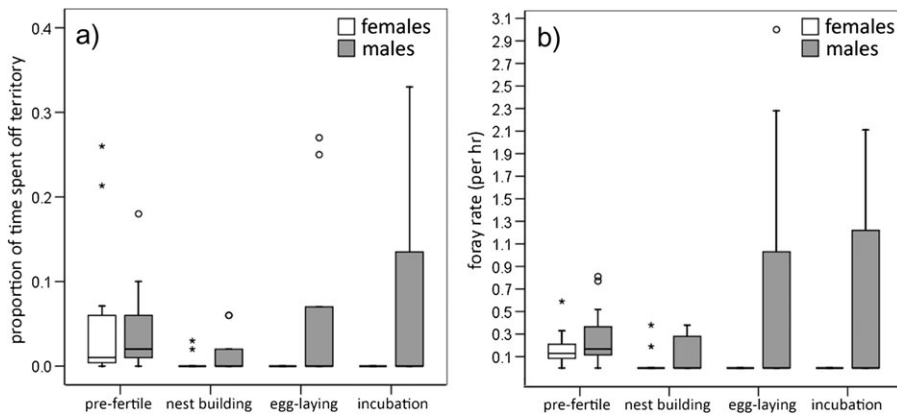 a)
females
males
proportion of time spent off territory
0.4
0.3
0.2
0.1
0.0
pre-fertile nest building egg-laying incubation
b)
females
males
foray rate (per hr)
3.1
2.9
2.7
2.5
2.3
2.1
1.9
1.7
1.5
1.3
1.1
0.9
0.7
0.5
0.3
0.1
pre-fertile nest building egg-laying incubation